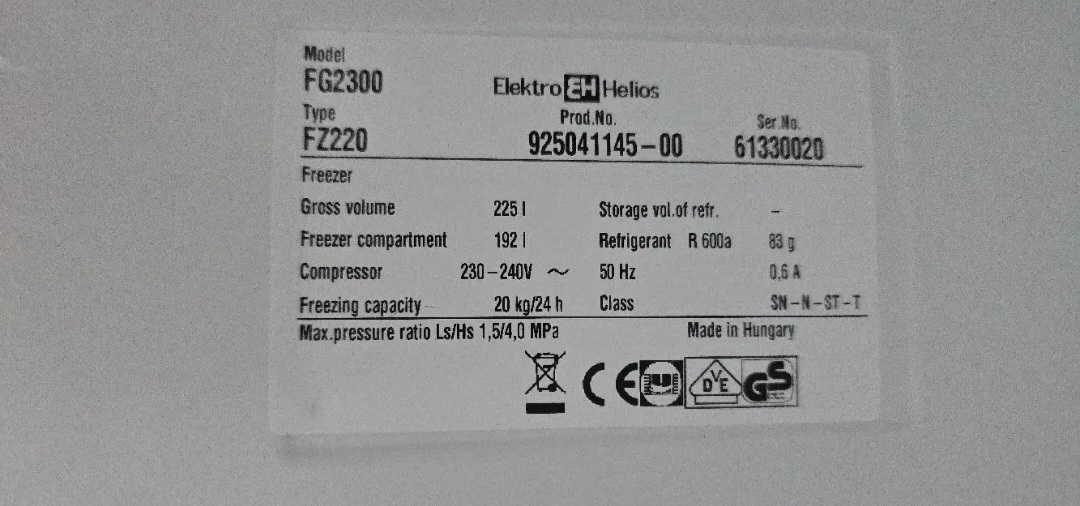 Model
FG2300
Elektro EH Helios
Type
Prod.No.
Ser.No.
FZ220
925041145-00
61330020
Freezer
Gross volume 225 l Storage vol.of refr. -
Freezer compartment 192 l Refrigerant R 600a 83 g
Compressor 230-240V ~ 50 Hz 0,6 A
Freezing capacity 20 kg/24 h Class SN-N-ST-T
Max.pressure ratio Ls/Hs 1,5/4,0 MPa Made in Hungary
CE DVE GS